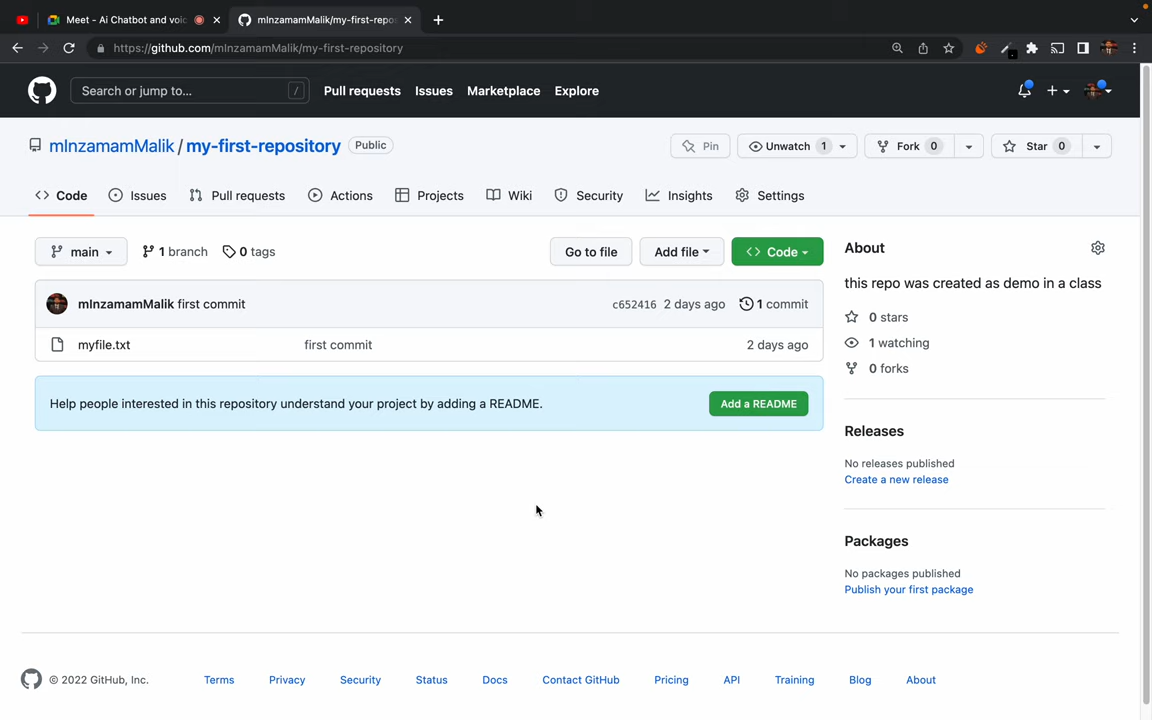 Meet - Ai Chatbot and voic
mInzamamMalik/my-first-repos
https://github.com/mInzamamMalik/my-first-repository
Search or jump to... /
Pull requests Issues Marketplace Explore
mInzamamMalik / my-first-repository Public
Pin Unwatch 1 Fork 0 Star 0
Code Issues Pull requests Actions Projects Wiki Security Insights Settings
main 1 branch 0 tags Go to file Add file Code
mInzamamMalik first commit c652416 2 days ago 1 commit
myfile.txt first commit 2 days ago
Help people interested in this repository understand your project by adding a README. Add a README
About
this repo was created as demo in a class
0 stars
1 watching
0 forks
Releases
No releases published
Create a new release
Packages
No packages published
Publish your first package
© 2022 GitHub, Inc. Terms Privacy Security Status Docs Contact GitHub Pricing API Training Blog About